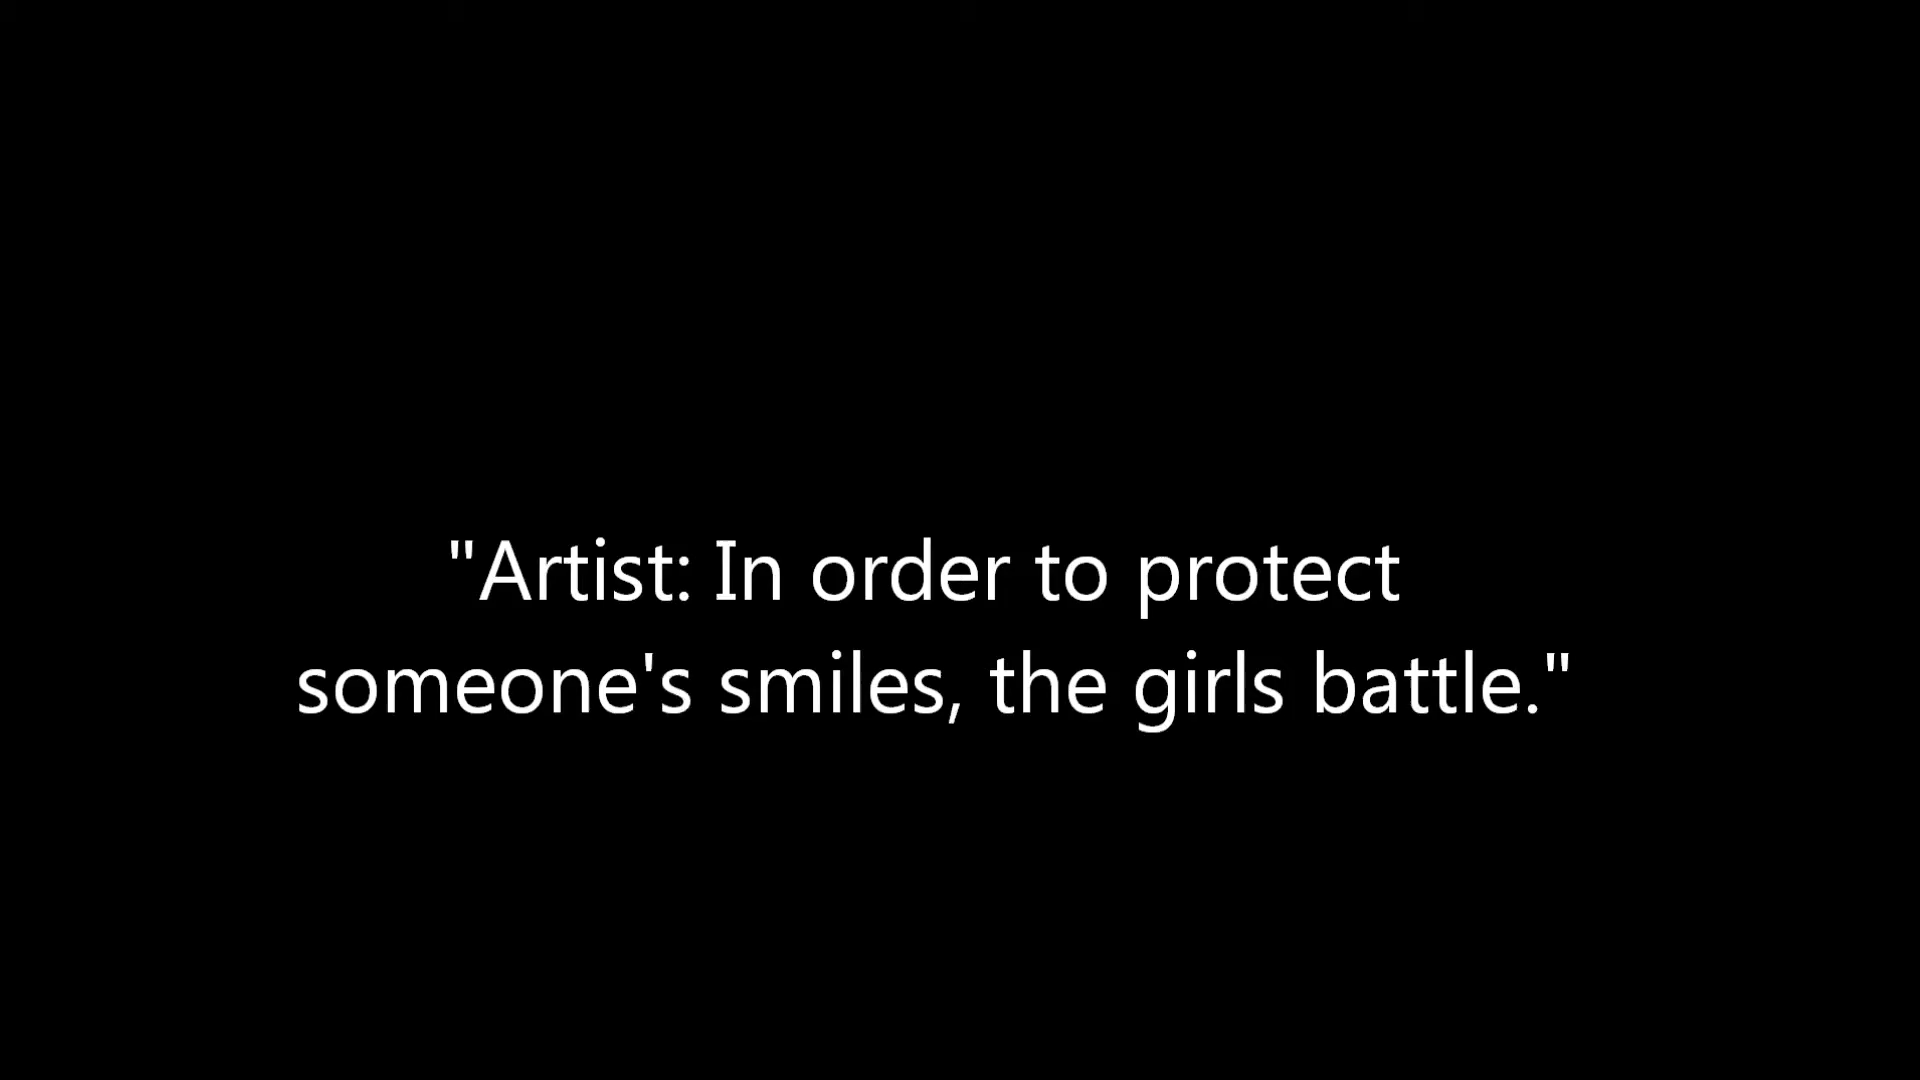 "Artist: In order to protect
someone's smiles, the girls battle."